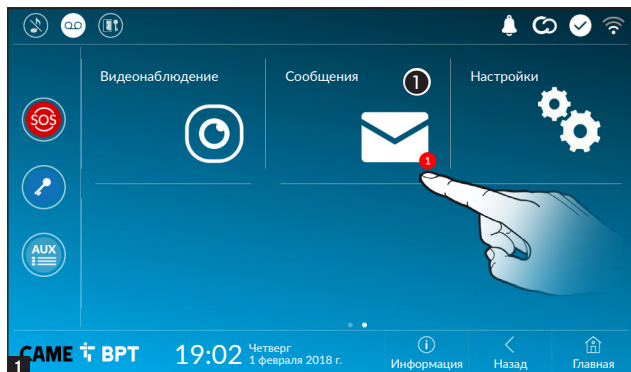 Видеонаблюдение
Сообщения
1
Настройки
1
SOS
AUX
CAME BPT
19:02
Четверг
1 февраля 2018 г.
Информация
Назад
Главная
1